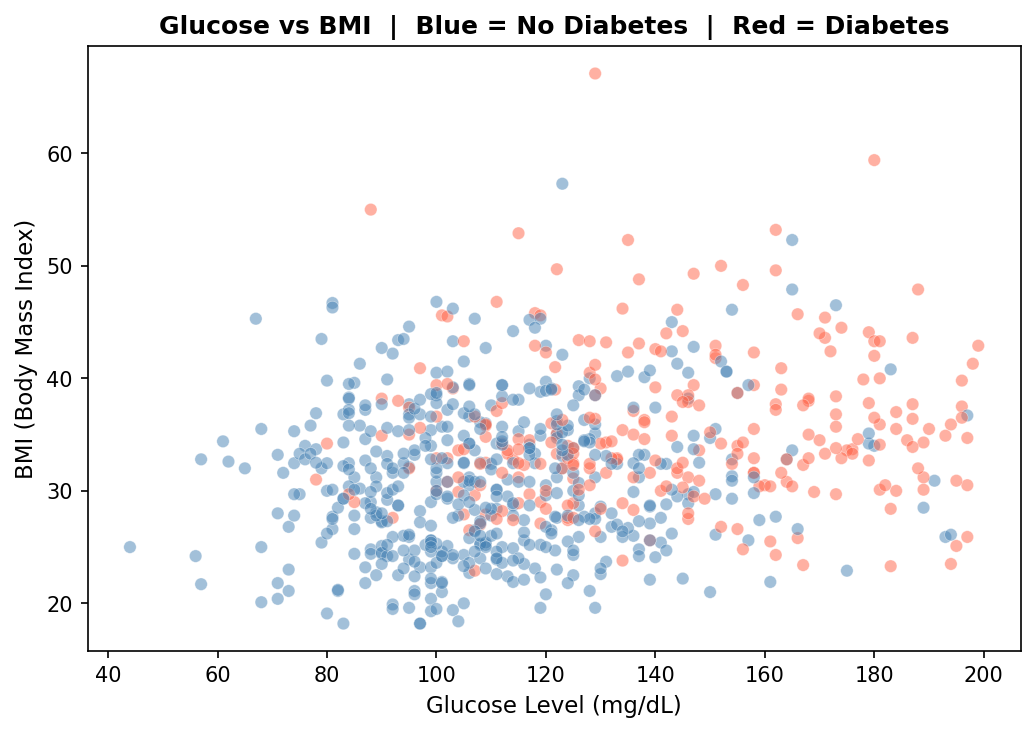 Glucose vs BMI  |  Blue = No Diabetes  |  Red = Diabetes
BMI (Body Mass Index)
60
50
40
30
20
40 60 80 100 120 140 160 180 200
Glucose Level (mg/dL)